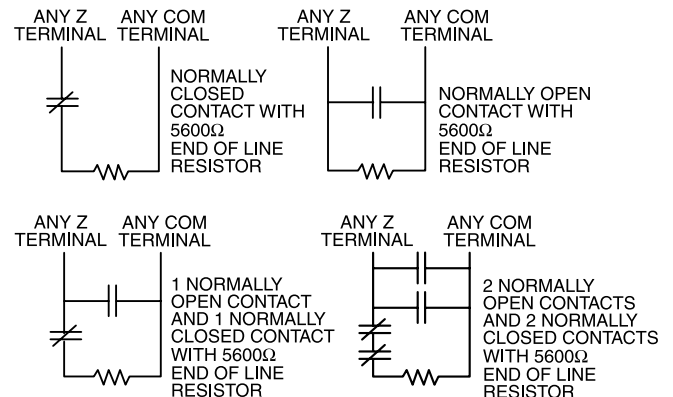 ANY Z
TERMINAL
ANY COM
TERMINAL
NORMALLY
CLOSED
CONTACT WITH
5600Ω
END OF LINE
RESISTOR
ANY Z
TERMINAL
ANY COM
TERMINAL
NORMALLY OPEN
CONTACT WITH
5600Ω
END OF LINE
RESISTOR
ANY Z
TERMINAL
ANY COM
TERMINAL
1 NORMALLY
OPEN CONTACT
AND 1 NORMALLY
CLOSED CONTACT
WITH 5600Ω
END OF LINE
RESISTOR
ANY Z
TERMINAL
ANY COM
TERMINAL
2 NORMALLY
OPEN CONTACTS
AND 2 NORMALLY
CLOSED CONTACTS
WITH 5600Ω
END OF LINE
RESISTOR